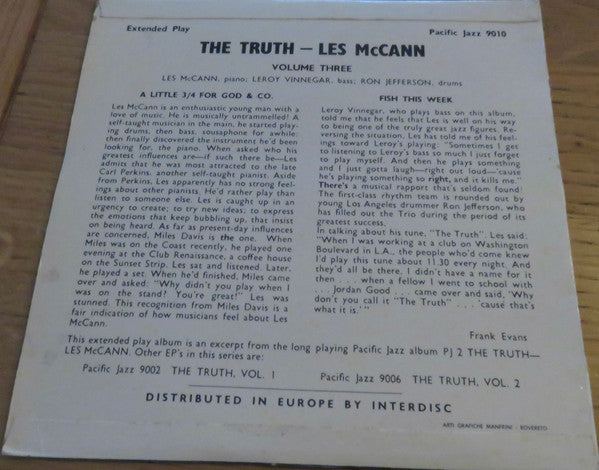 Extended Play
Pacific Jazz 9010
THE TRUTH — LES McCANN
VOLUME THREE
LES McCANN, piano; LEROY VINNEGAR, bass; RON JEFFERSON, drums
A LITTLE 3/4 FOR GOD & CO.
Les McCann is an enthusiastic young man with a
love of music. He is musically untrammelled! A
self-taught musician in the main, he started play-
ing drums, then bass, sousaphone for awhile;
then finally discovered the instrument he'd been
looking for, the piano. When asked who his
greatest influences are—if such there be—Les
admits that he was most attracted to the late
Carl Perkins, another self-taught pianist. Aside
from Perkins, Les apparently has no strong feel-
ings about other pianists. He'd rather play than
listen to someone else. Les is caught up in an
urgency to create; to try new ideas; to express
the emotions that keep bubbling up, that insist
on being heard. As far as present-day influences
are concerned, Miles Davis is the one. When
Miles was on the Coast recently, he played one
evening at the Club Renaissance, a coffee house
on the Sunset Strip. Les sat and listened. Later,
he played a set. When he'd finished, Miles came
over and asked: "Why didn't you play when I
was on the stand? You're great!" Les was
stunned. This recognition from Miles Davis is a
fair indication of how musicians feel about Les
McCann.
FISH THIS WEEK
Leroy Vinnegar, who plays bass on this album,
told me that he feels that Les is well on his way
to being one of the truly great jazz figures. Re-
versing the situation, Les has told me of his feel-
ings toward Leroy's playing: "Sometimes I get
to listening to Leroy's bass so much I just forget
to play myself. And then he plays something
and I just gotta laugh—right out loud—'cause
he's playing something so right, and it kills me."
There's a musical rapport that's seldom found!
The first-class rhythm team is rounded out by
young Los Angeles drummer Ron Jefferson, who
has filled out the Trio during the period of its
greatest success.
In talking about his tune, "The Truth", Les said:
"When I was working at a club on Washington
Boulevard in L.A., the people who'd come knew
I'd play this tune about 11.30 every night. And
they'd all be there. I didn't have a name for it
then . . . when a fellow I went to school with
. . . Jordan Good . . . came over and said, 'Why
don't you call it "The Truth" . . . 'cause that's
what it is.' "
Frank Evans
This extended play album is an excerpt from the long playing Pacific Jazz album PJ 2 THE TRUTH—
LES McCANN. Other EP's in this series are:
Pacific Jazz 9002 THE TRUTH, VOL. 1
Pacific Jazz 9006 THE TRUTH, VOL. 2
DISTRIBUTED IN EUROPE BY INTERDISC
ARTI GRAFICHE MANFRINI - ROVERETO